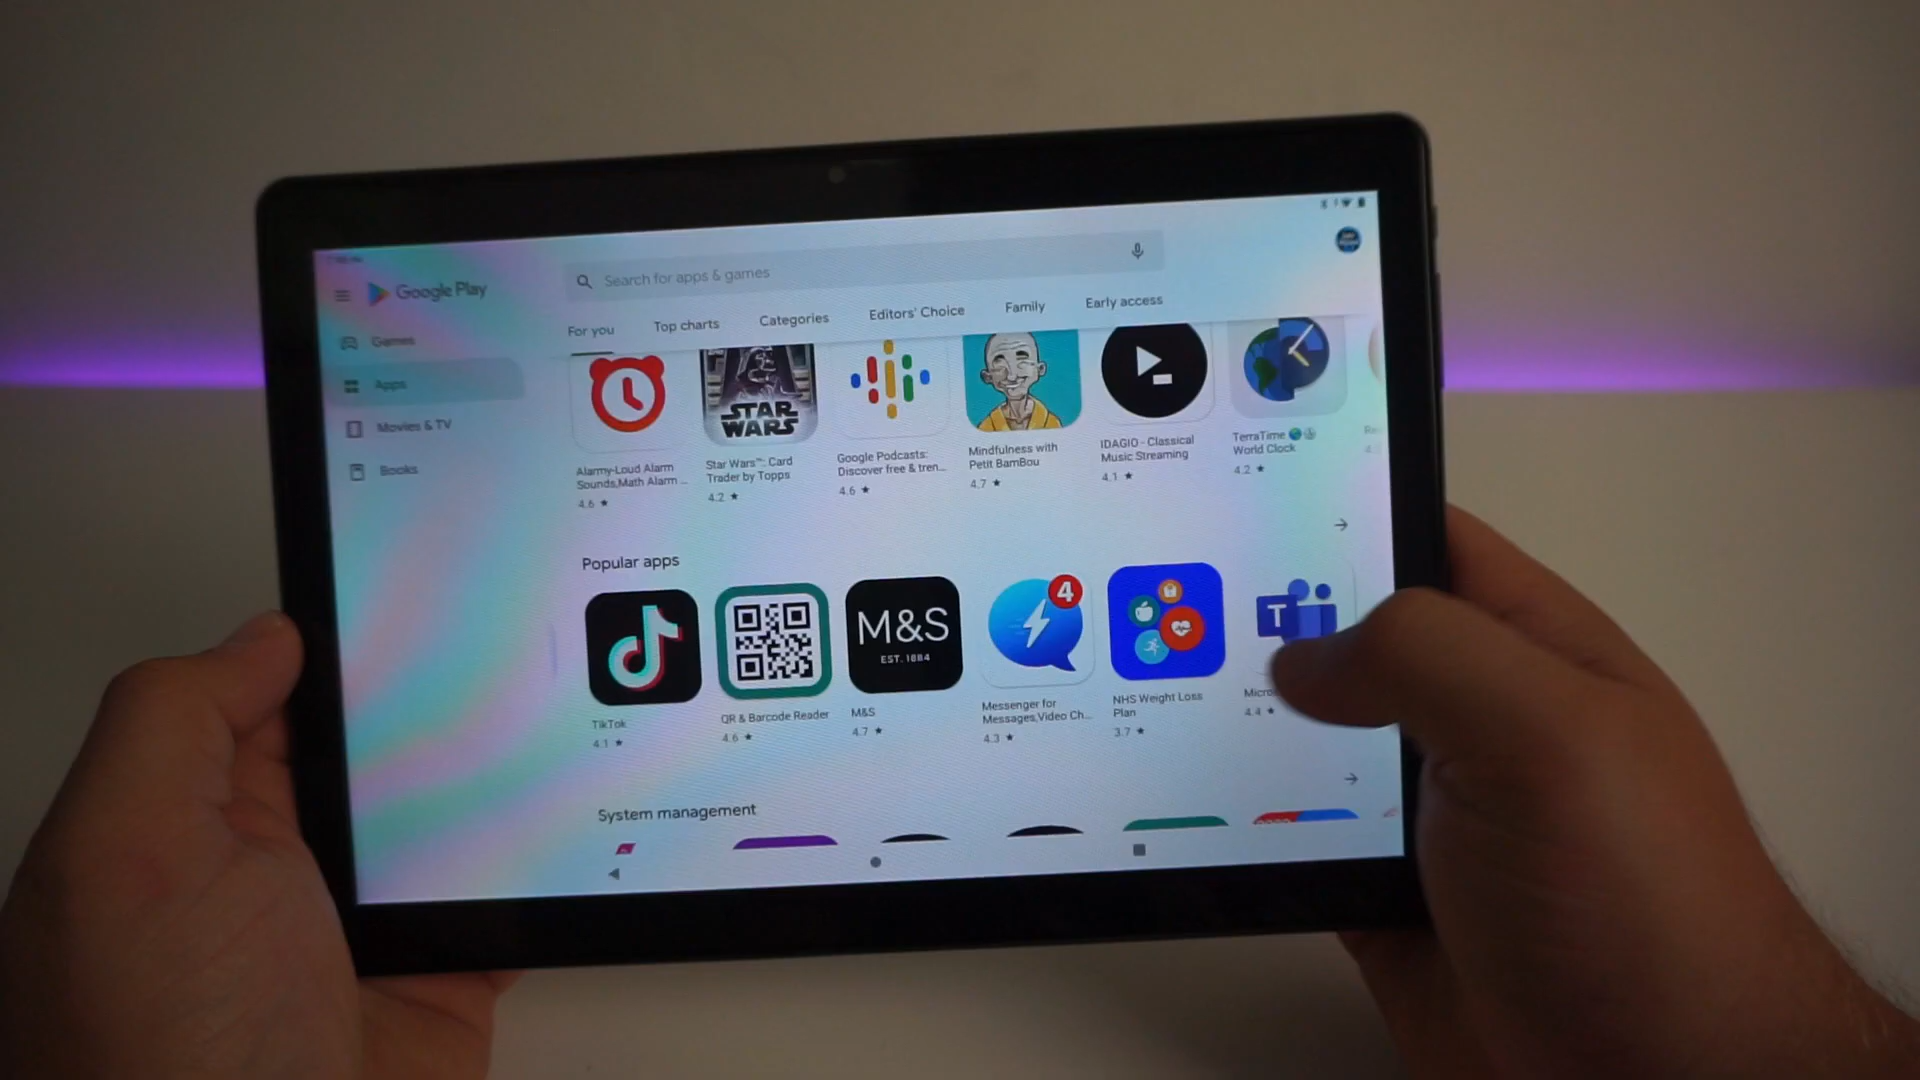 Google Play
Search for apps & games
Games
Apps
Movies & TV
Books
For you
Top charts
Categories
Editors' Choice
Family
Early access
STAR
WARS
Alarmy-Loud Alarm
Sounds,Math Alarm ...
4.6 ★
Star Wars™: Card
Trader by Topps
4.2 ★
Google Podcasts:
Discover free & tren...
4.6 ★
Mindfulness with
Petit BamBou
4.7 ★
IDAGIO - Classical
Music Streaming
4.1 ★
TerraTime
World Clock
4.2 ★
Popular apps
M&S
EST. 1884
4
T
TikTok
4.1 ★
QR & Barcode Reader
4.6 ★
M&S
4.7 ★
Messenger for
Messages,Video Ch...
4.3 ★
NHS Weight Loss
Plan
3.7 ★
Micro
4.4 ★
System management